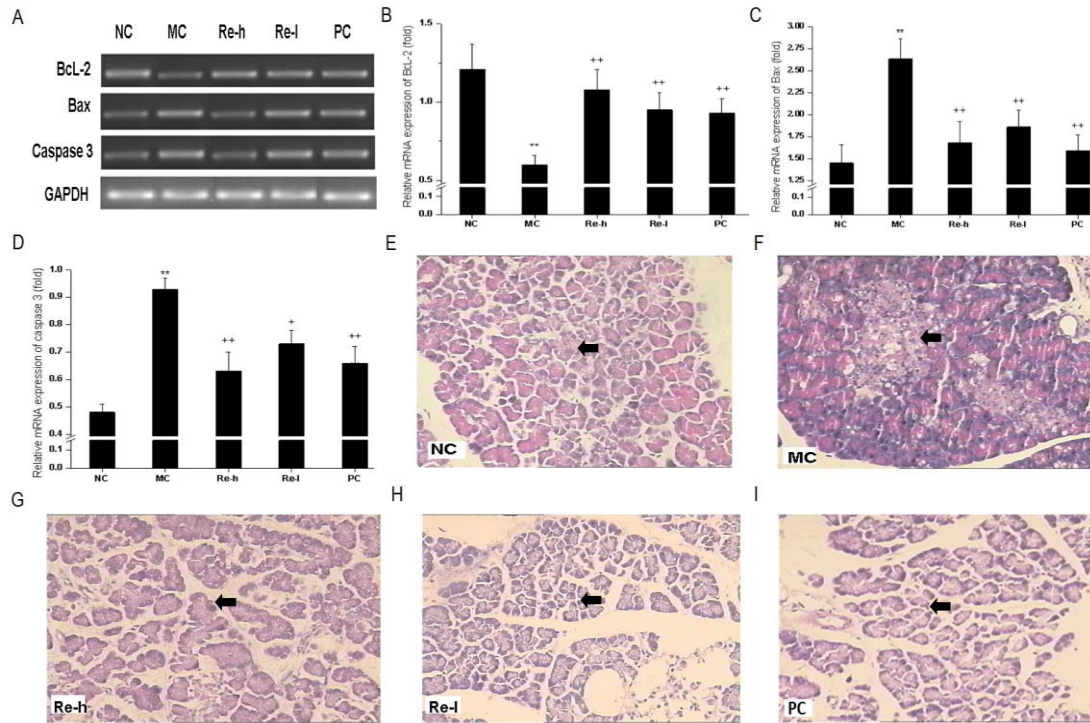 A
NC MC Re-h Re-l PC
BcL-2
Bax
Caspase 3
GAPDH
B
Relative mRNA expression of BcL-2 (fold)
1.5
1.0
0.5
0.1
0.0
**
++
++
++
NC MC Re-h Re-l PC
C
Relative mRNA expression of Bax (fold)
3.00
2.75
2.50
2.25
2.00
1.75
1.50
1.25
0.1
0.0
**
++
++
++
NC MC Re-h Re-l PC
D
Relative mRNA expression of caspase 3 (fold)
1.0
0.9
0.8
0.7
0.6
0.5
0.4
0.1
0.0
**
++
+
++
NC MC Re-h Re-l PC
E
NC
F
MC
G
Re-h
H
Re-l
I
PC